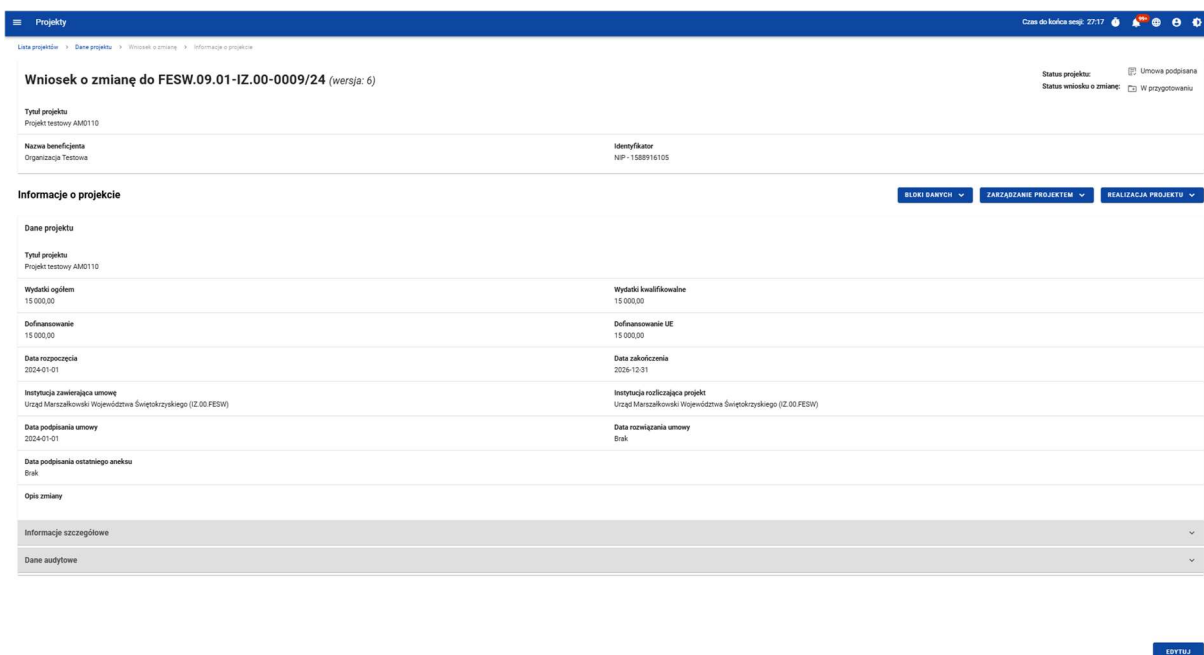 Projekty
Czas do końca sesji: 27:17
99+
Lista projektów > Dane projektu > Wniosek o zmianę > Informacje o projekcie
Wniosek o zmianę do FESW.09.01-IZ.00-0009/24 (wersja: 6)
Status projektu: Umowa podpisana
Status wniosku o zmianę: W przygotowaniu
Tytuł projektu
Projekt testowy AM0110
Nazwa beneficjenta Identyfikator
Organizacja Testowa NIP - 1588916105
Informacje o projekcie
BLOKI DANYCH ZARZĄDZANIE PROJEKTEM REALIZACJA PROJEKTU
Dane projektu
Tytuł projektu
Projekt testowy AM0110
Wydatki ogółem Wydatki kwalifikowalne
15 000,00 15 000,00
Dofinansowanie Dofinansowanie UE
15 000,00 15 000,00
Data rozpoczęcia Data zakończenia
2024-01-01 2026-12-31
Instytucja zawierająca umowę Instytucja rozliczająca projekt
Urząd Marszałkowski Województwa Świętokrzyskiego (IZ.00.FESW) Urząd Marszałkowski Województwa Świętokrzyskiego (IZ.00.FESW)
Data podpisania umowy Data rozwiązania umowy
2024-01-01 Brak
Data podpisania ostatniego aneksu
Brak
Opis zmiany
Informacje szczegółowe
Dane audytowe
EDYTUJ